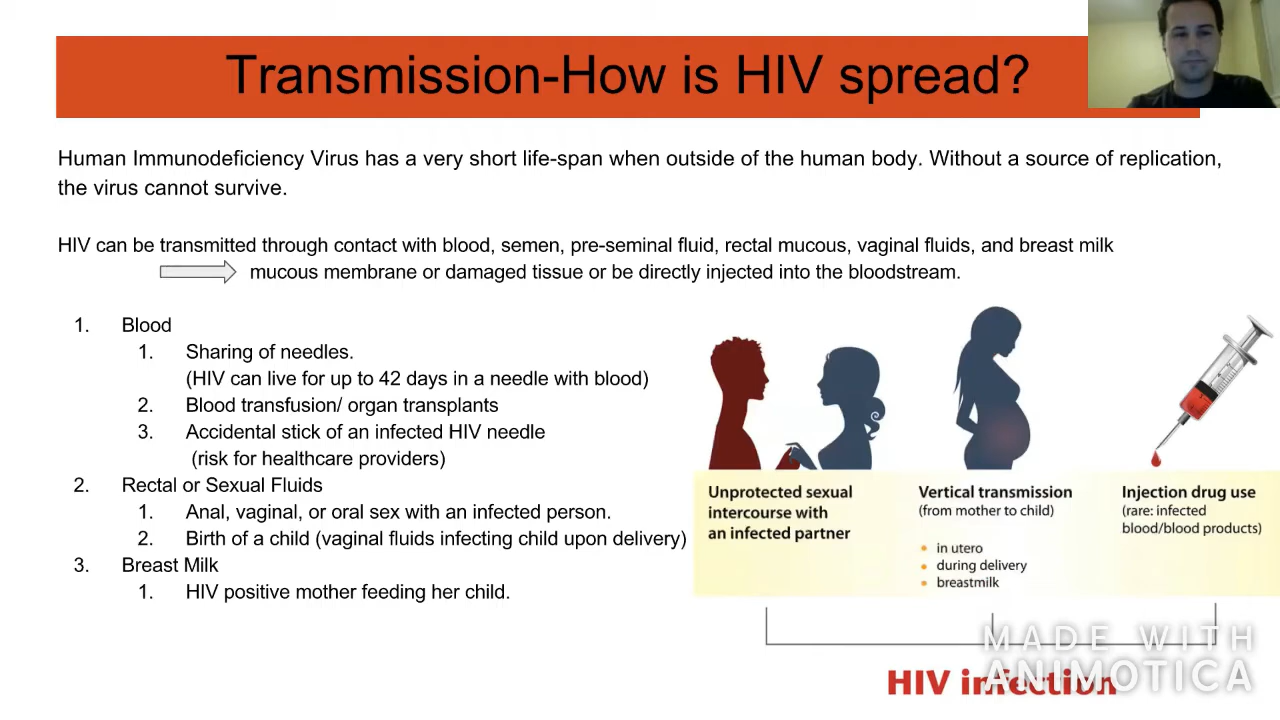 Transmission-How is HIV spread?
Human Immunodeficiency Virus has a very short life-span when outside of the human body. Without a source of replication,
the virus cannot survive.
HIV can be transmitted through contact with blood, semen, pre-seminal fluid, rectal mucous, vaginal fluids, and breast milk
mucous membrane or damaged tissue or be directly injected into the bloodstream.
1. Blood
1. Sharing of needles.
(HIV can live for up to 42 days in a needle with blood)
2. Blood transfusion/ organ transplants
3. Accidental stick of an infected HIV needle
(risk for healthcare providers)
2. Rectal or Sexual Fluids
1. Anal, vaginal, or oral sex with an infected person.
2. Birth of a child (vaginal fluids infecting child upon delivery)
3. Breast Milk
1. HIV positive mother feeding her child.
Unprotected sexual
intercourse with
an infected partner
Vertical transmission
(from mother to child)
• in utero
• during delivery
• breastmilk
Injection drug use
(rare: infected
blood/blood products)
HIV infection
MADE WITH
ANIMOTICA